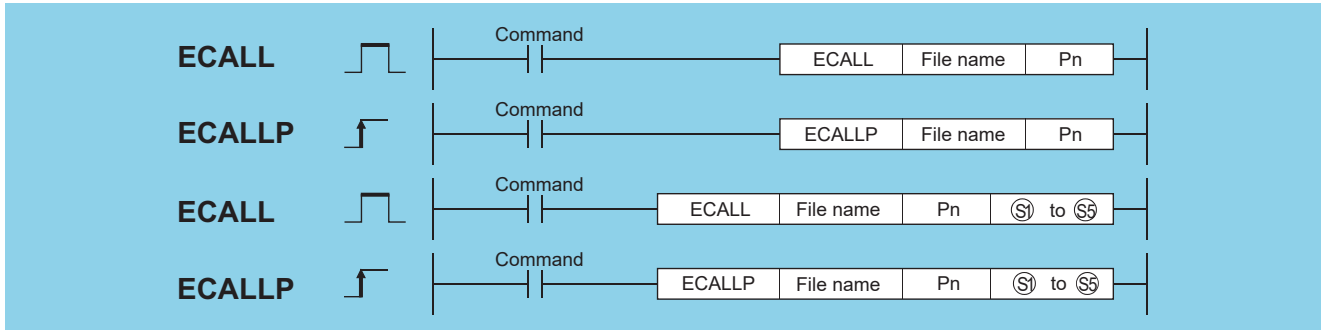 Command
ECALL ECALL File name Pn
Command
ECALLP ECALLP File name Pn
Command
ECALL ECALL File name Pn S1 to S5
Command
ECALLP ECALLP File name Pn S1 to S5